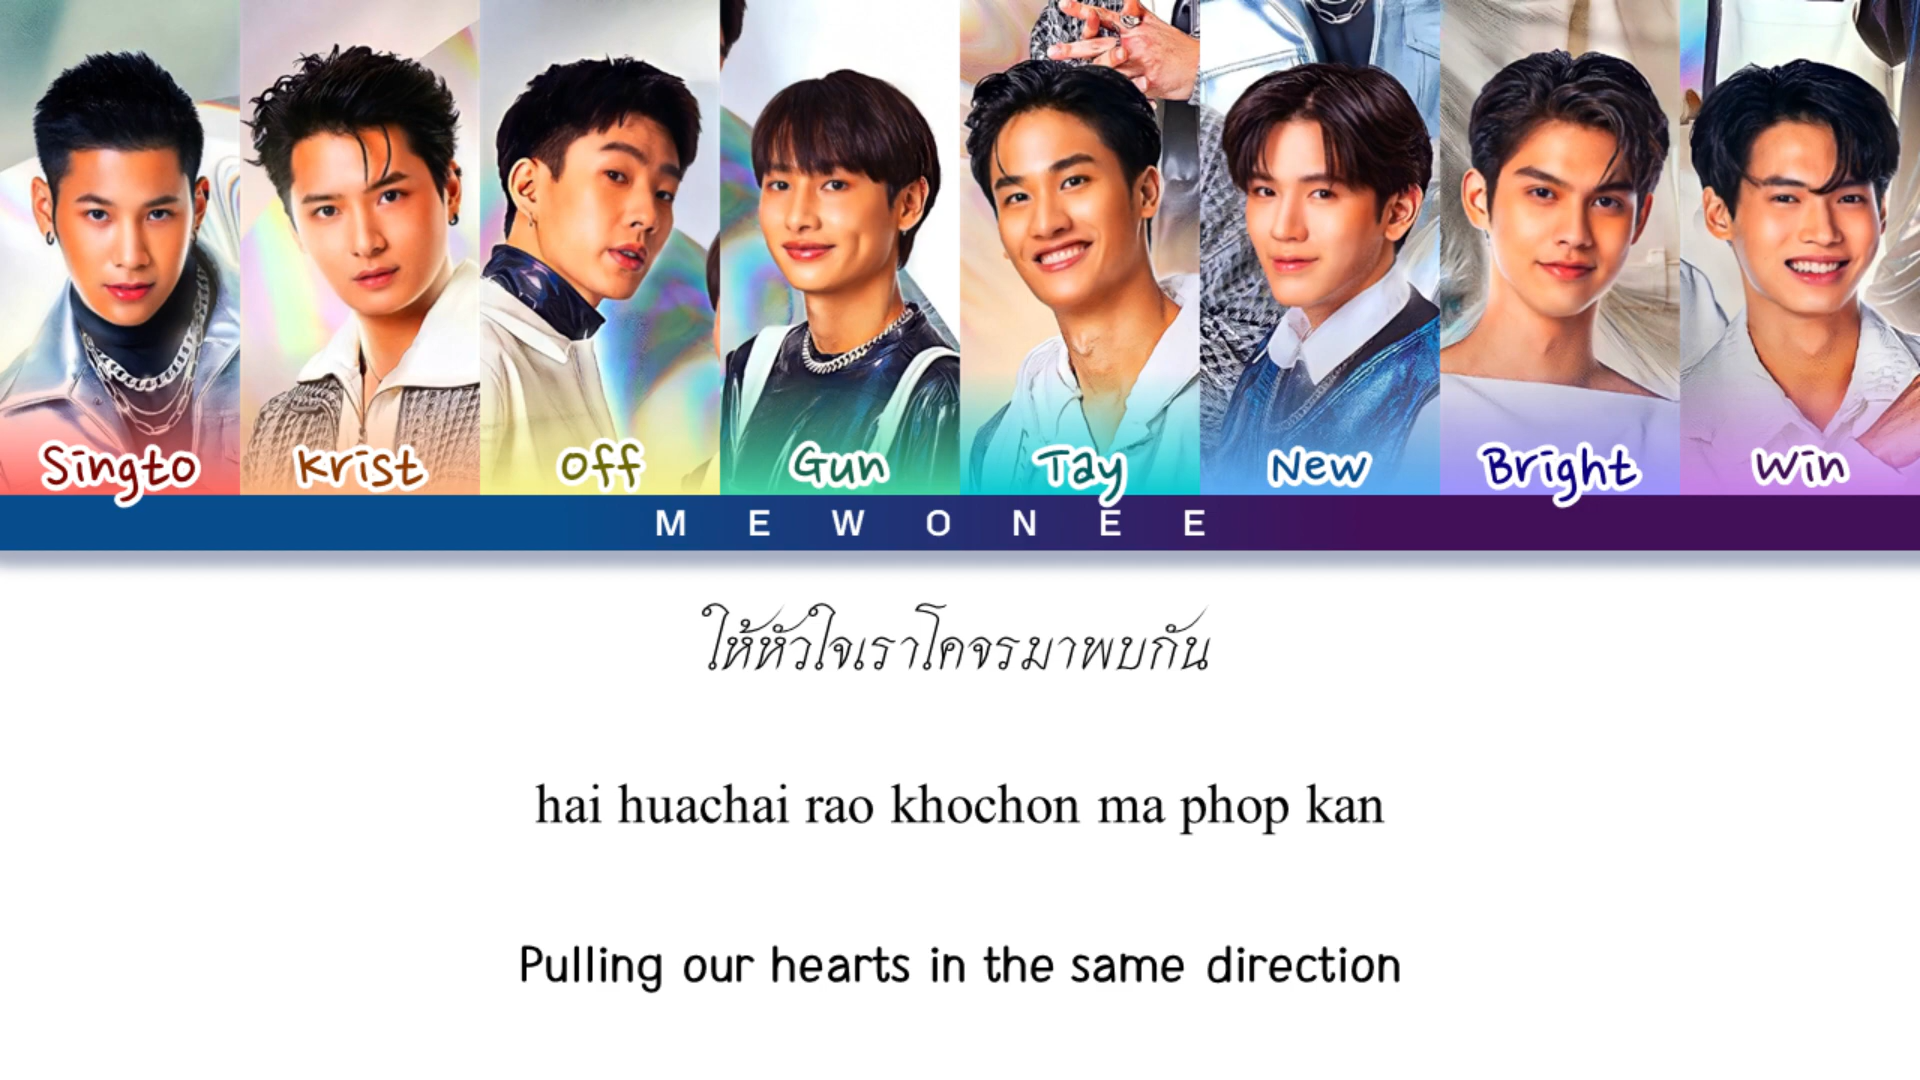 Singto Krist Off Gun Tay New Bright Win
MEWONEE
ให้หัวใจเราโคจรมาพบกัน
hai huachai rao khochon ma phop kan
Pulling our hearts in the same direction